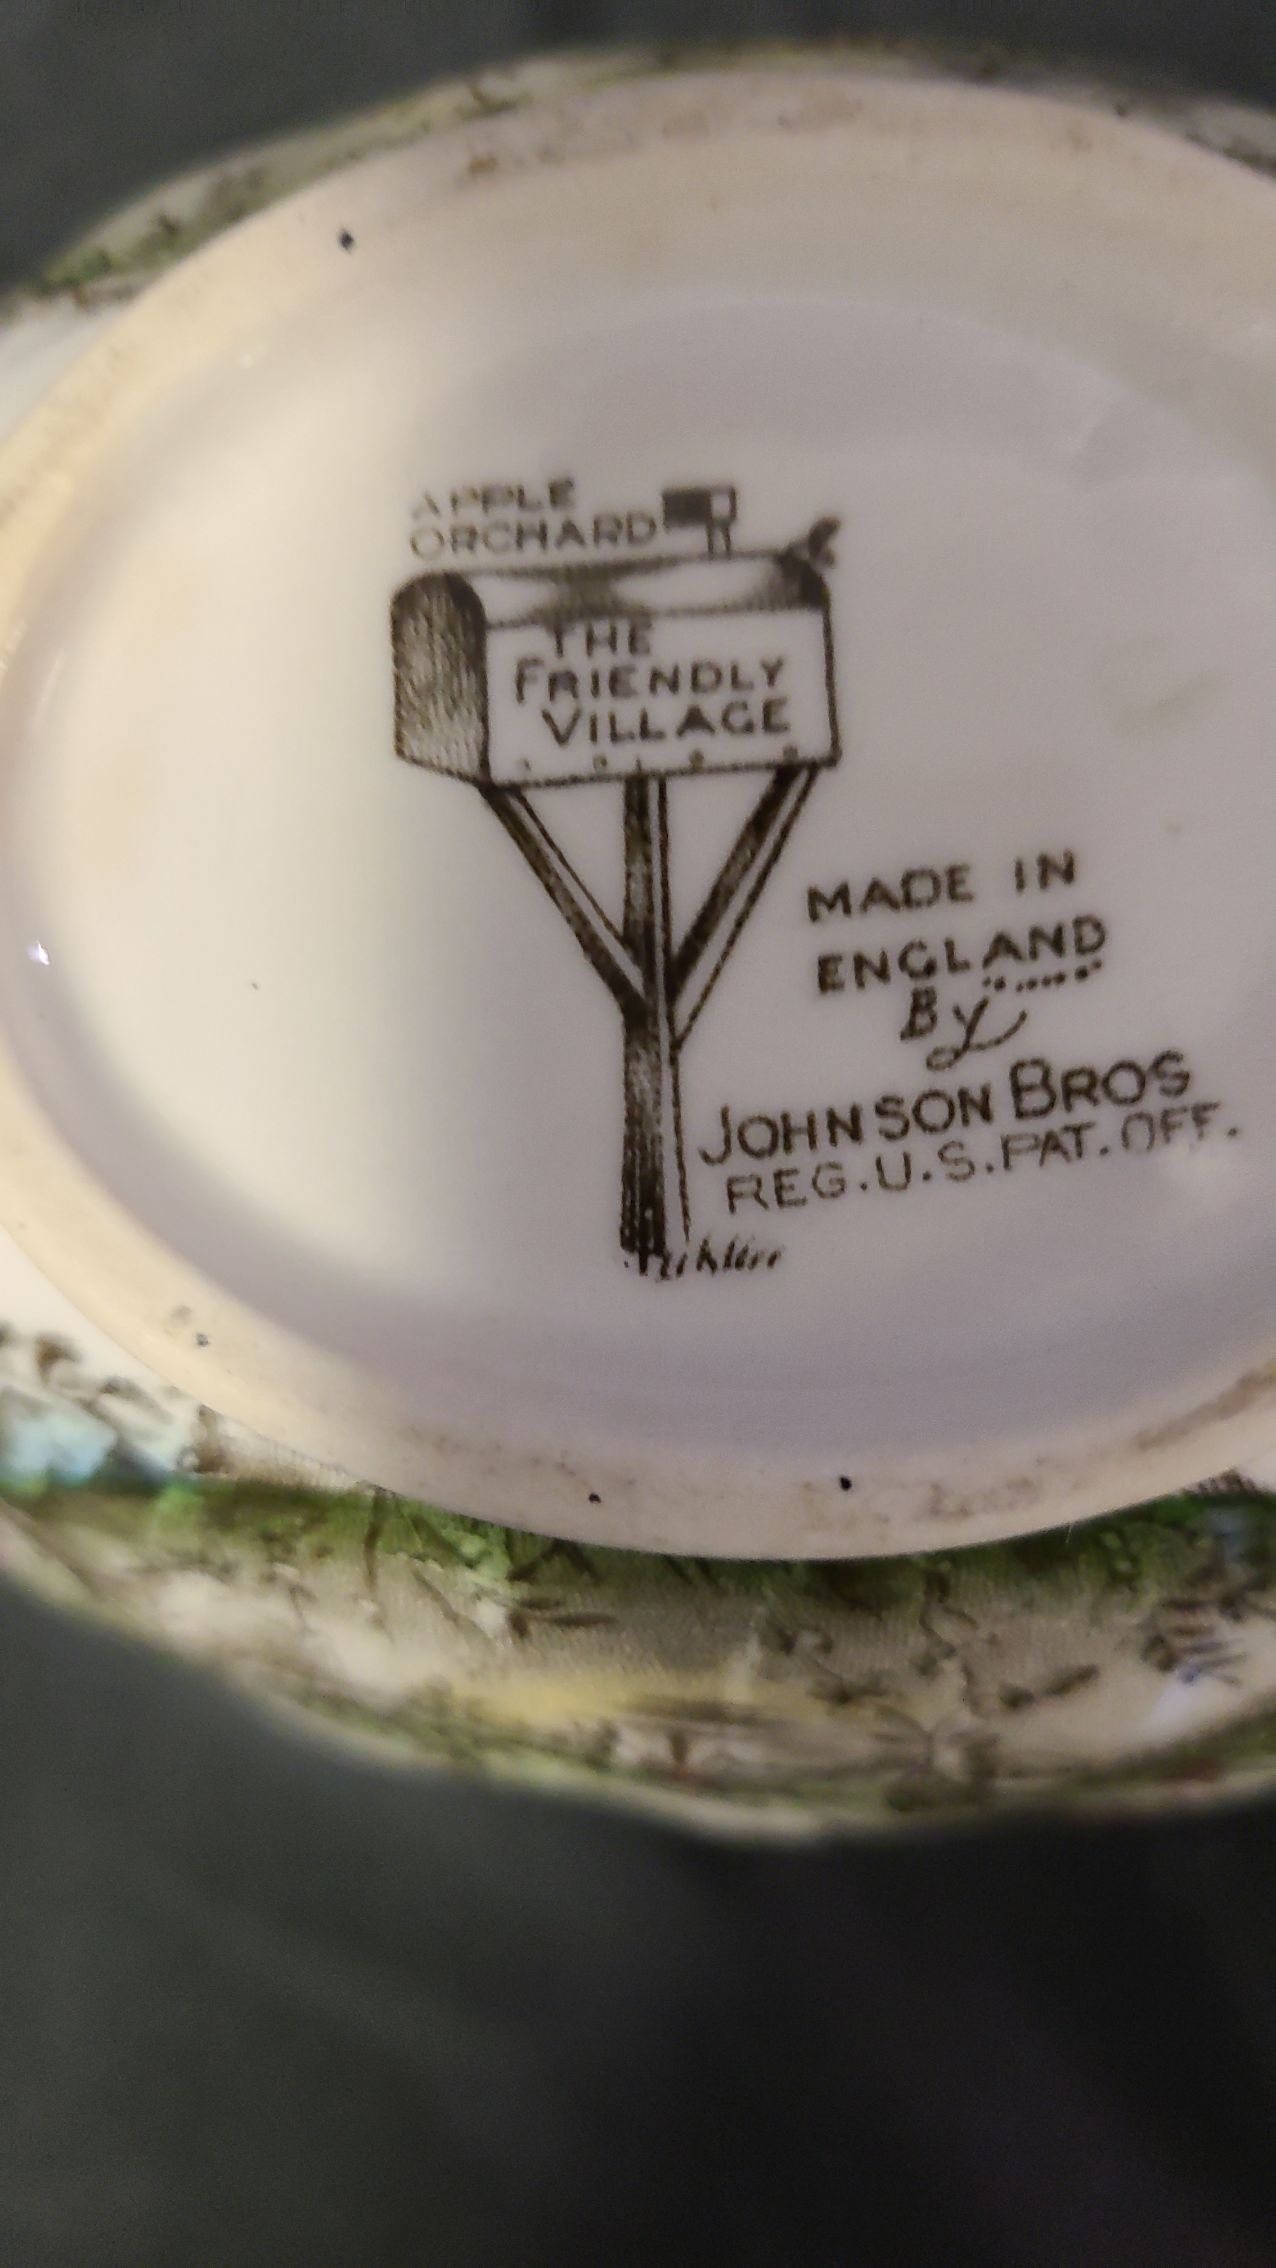 APPLE
ORCHARD
THE
FRIENDLY
VILLAGE
MADE IN
ENGLAND
By
JOHNSON BROS
REG. U.S. PAT. OFF.